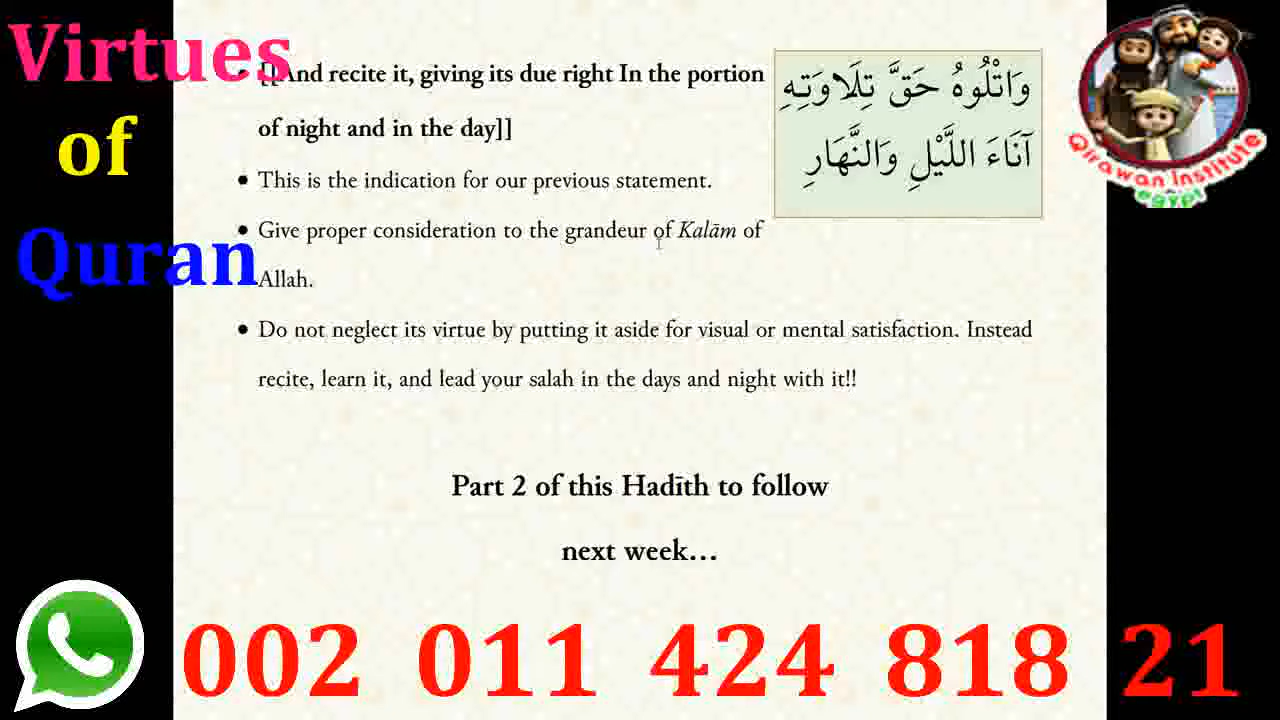 Virtues
of
Quran
[[And recite it, giving its due right In the portion
of night and in the day]]
وَاتْلُوهُ حَقَّ تِلَاوَتِهِ
آنَاءَ اللَّيْلِ وَالنَّهَارِ
• This is the indication for our previous statement.
• Give proper consideration to the grandeur of Kalām of
Allah.
• Do not neglect its virtue by putting it aside for visual or mental satisfaction. Instead
recite, learn it, and lead your salah in the days and night with it!!
Part 2 of this Hadīth to follow
next week...
Qirawan Institute
egypt
002 011 424 818 21